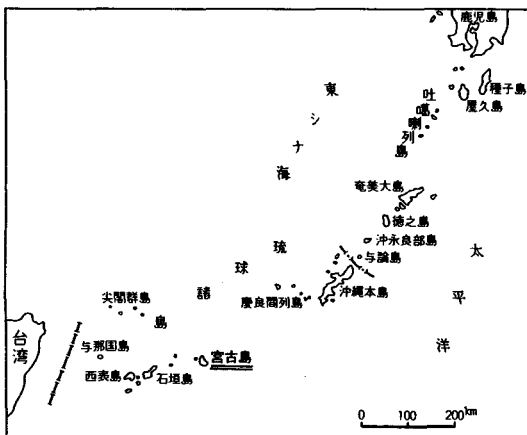 鹿児島
種子島
屋久島
吐噶喇列島
東シナ海
奄美大島
徳之島
沖永良部島
与論島
太平洋
琉球諸島
沖縄本島
慶良間列島
尖閣群島
台湾
与那国島
宮古島
西表島
石垣島
0 100 200km